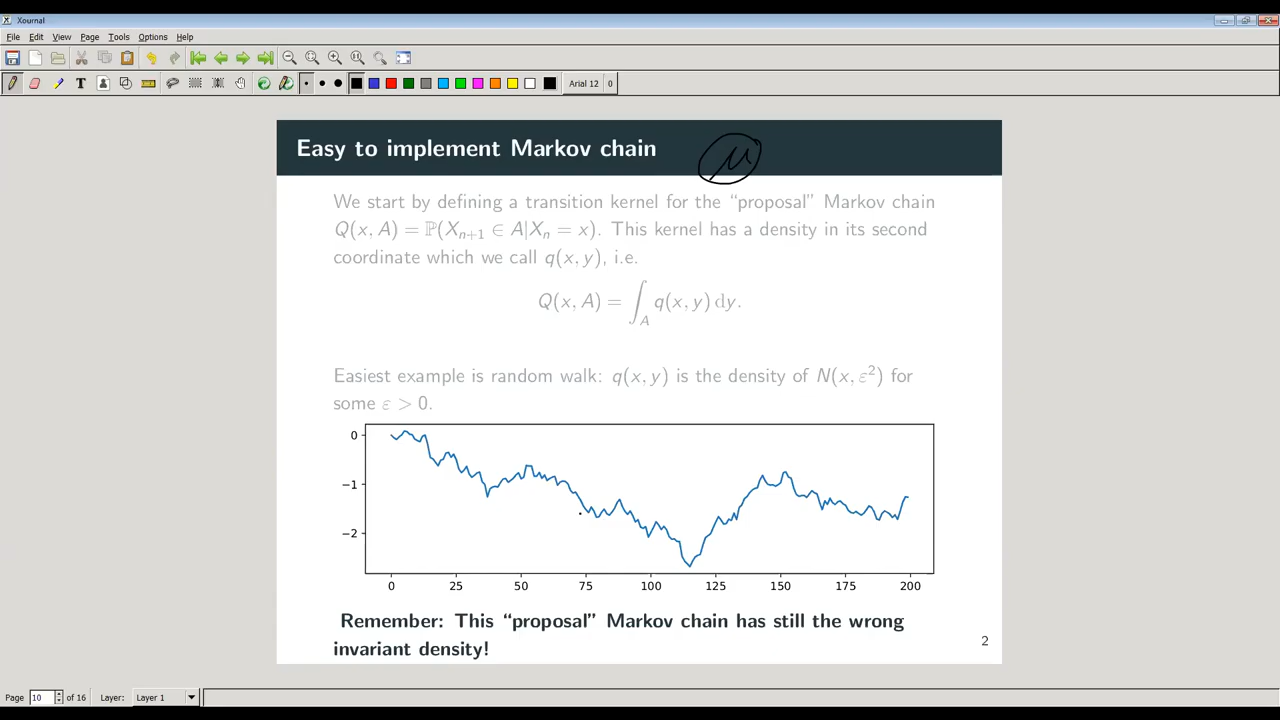 Xournal
File Edit View Page Tools Options Help
Arial 12 0
Easy to implement Markov chain μ
We start by defining a transition kernel for the “proposal” Markov chain
Q(x, A) = ℙ(Xₙ₊₁ ∈ A|Xₙ = x). This kernel has a density in its second
coordinate which we call q(x, y), i.e.
Q(x, A) = ∫_A q(x, y) dy.
Easiest example is random walk: q(x, y) is the density of N(x, ε²) for
some ε > 0.
0
−1
−2
0 25 50 75 100 125 150 175 200
Remember: This “proposal” Markov chain has still the wrong
invariant density!
2
Page 10 of 16 Layer: Layer 1